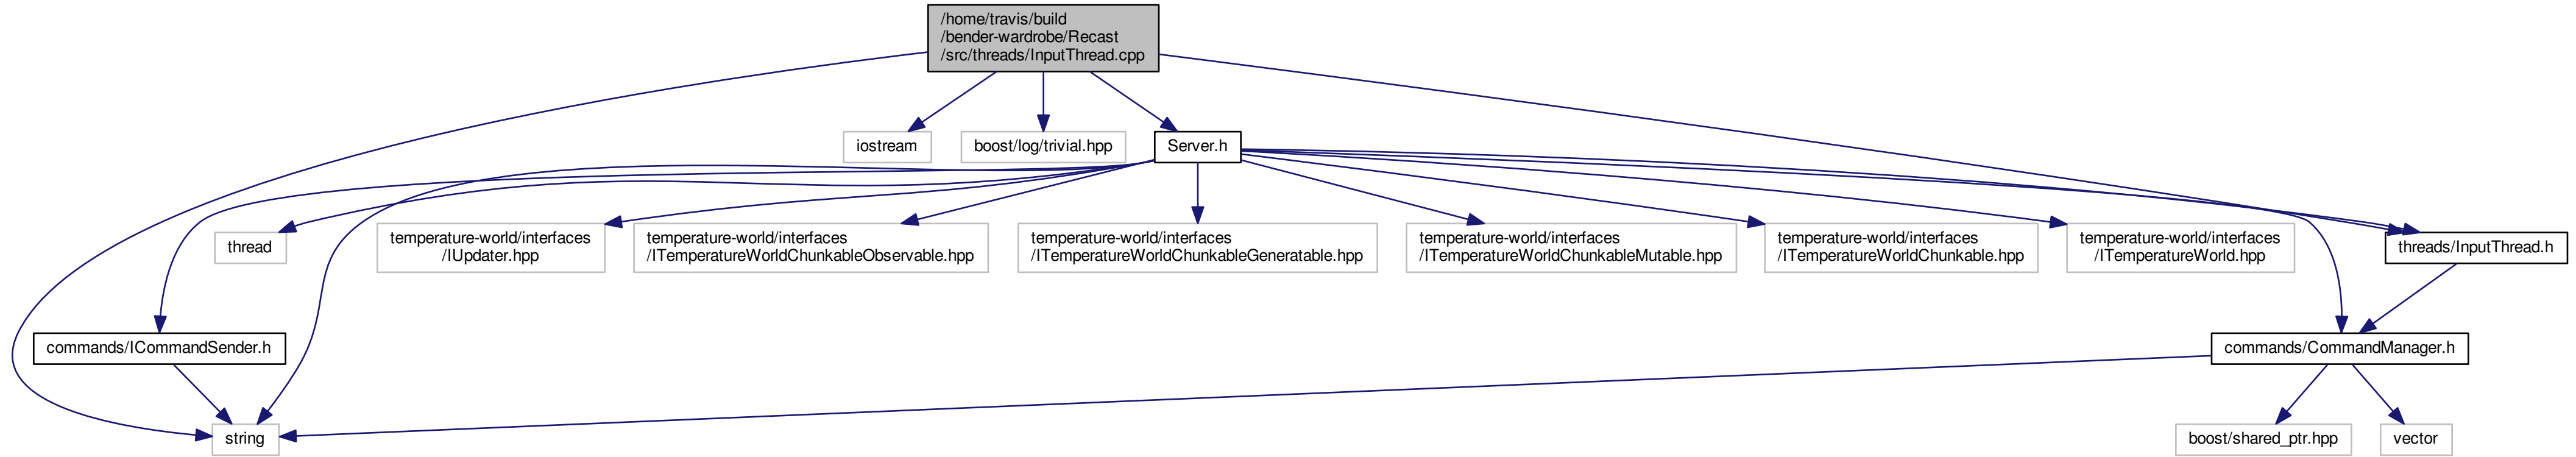 /home/travis/build
/bender-wardrobe/Recast
/src/threads/InputThread.cpp
iostream
boost/log/trivial.hpp
Server.h
thread
temperature-world/interfaces
/IUpdater.hpp
temperature-world/interfaces
/ITemperatureWorldChunkableObservable.hpp
temperature-world/interfaces
/ITemperatureWorldChunkableGeneratable.hpp
temperature-world/interfaces
/ITemperatureWorldChunkableMutable.hpp
temperature-world/interfaces
/ITemperatureWorldChunkable.hpp
temperature-world/interfaces
/ITemperatureWorld.hpp
threads/InputThread.h
commands/ICommandSender.h
commands/CommandManager.h
string
boost/shared_ptr.hpp
vector